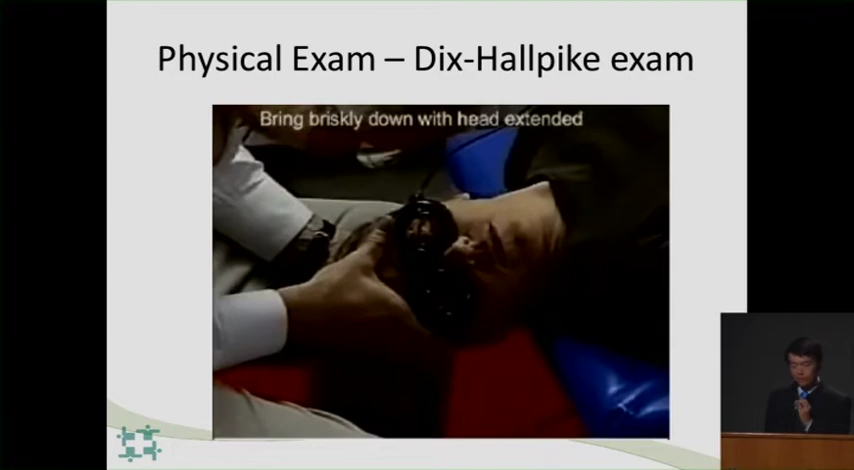 Physical Exam – Dix-Hallpike exam
Bring briskly down with head extended